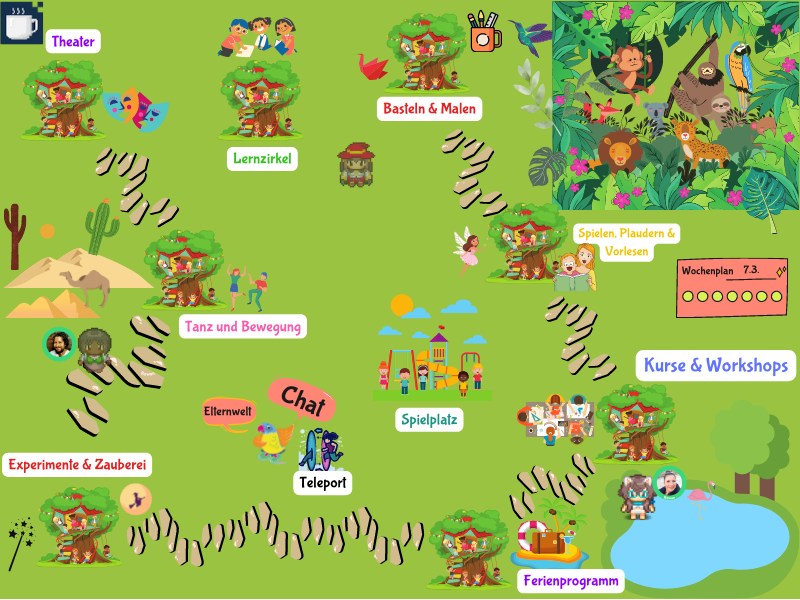 Theater
Lernzirkel
Basteln & Malen
Spielen, Plaudern &
Vorlesen
Wochenplan 7.3.
Tanz und Bewegung
Kurse & Workshops
Elternwelt
Chat
Spielplatz
Experimente & Zauberei
Teleport
Ferienprogramm